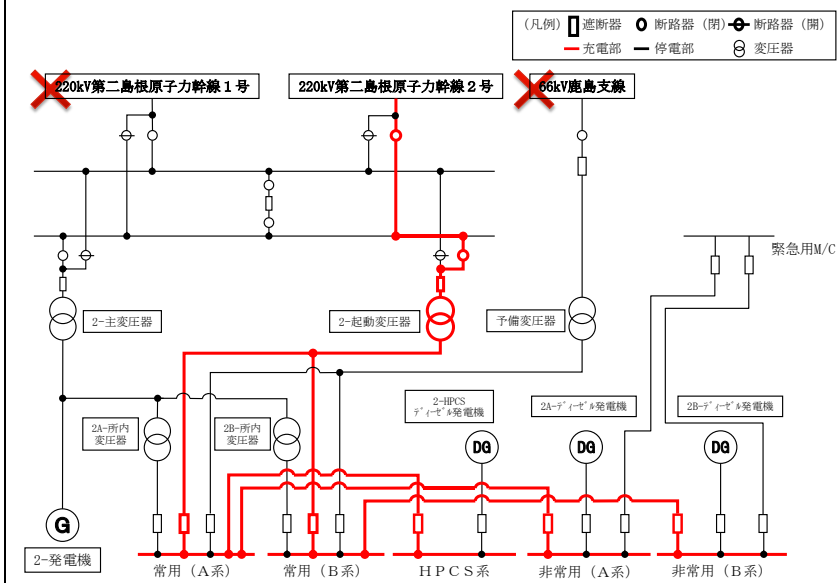 (凡例) 遮断器 断路器（閉） 断路器（開）
充電部 停電部 変圧器
220kV第二島根原子力幹線１号
220kV第二島根原子力幹線２号
66kV鹿島支線
緊急用M/C
2-主変圧器
2-起動変圧器
予備変圧器
2A-所内
変圧器
2B-所内
変圧器
2-HPCS
ディーゼル発電機
2A-ディーゼル発電機
2B-ディーゼル発電機
DG
DG
DG
G
2-発電機
常用（A系）
常用（B系）
ＨＰＣＳ系
非常用（A系）
非常用（B系）